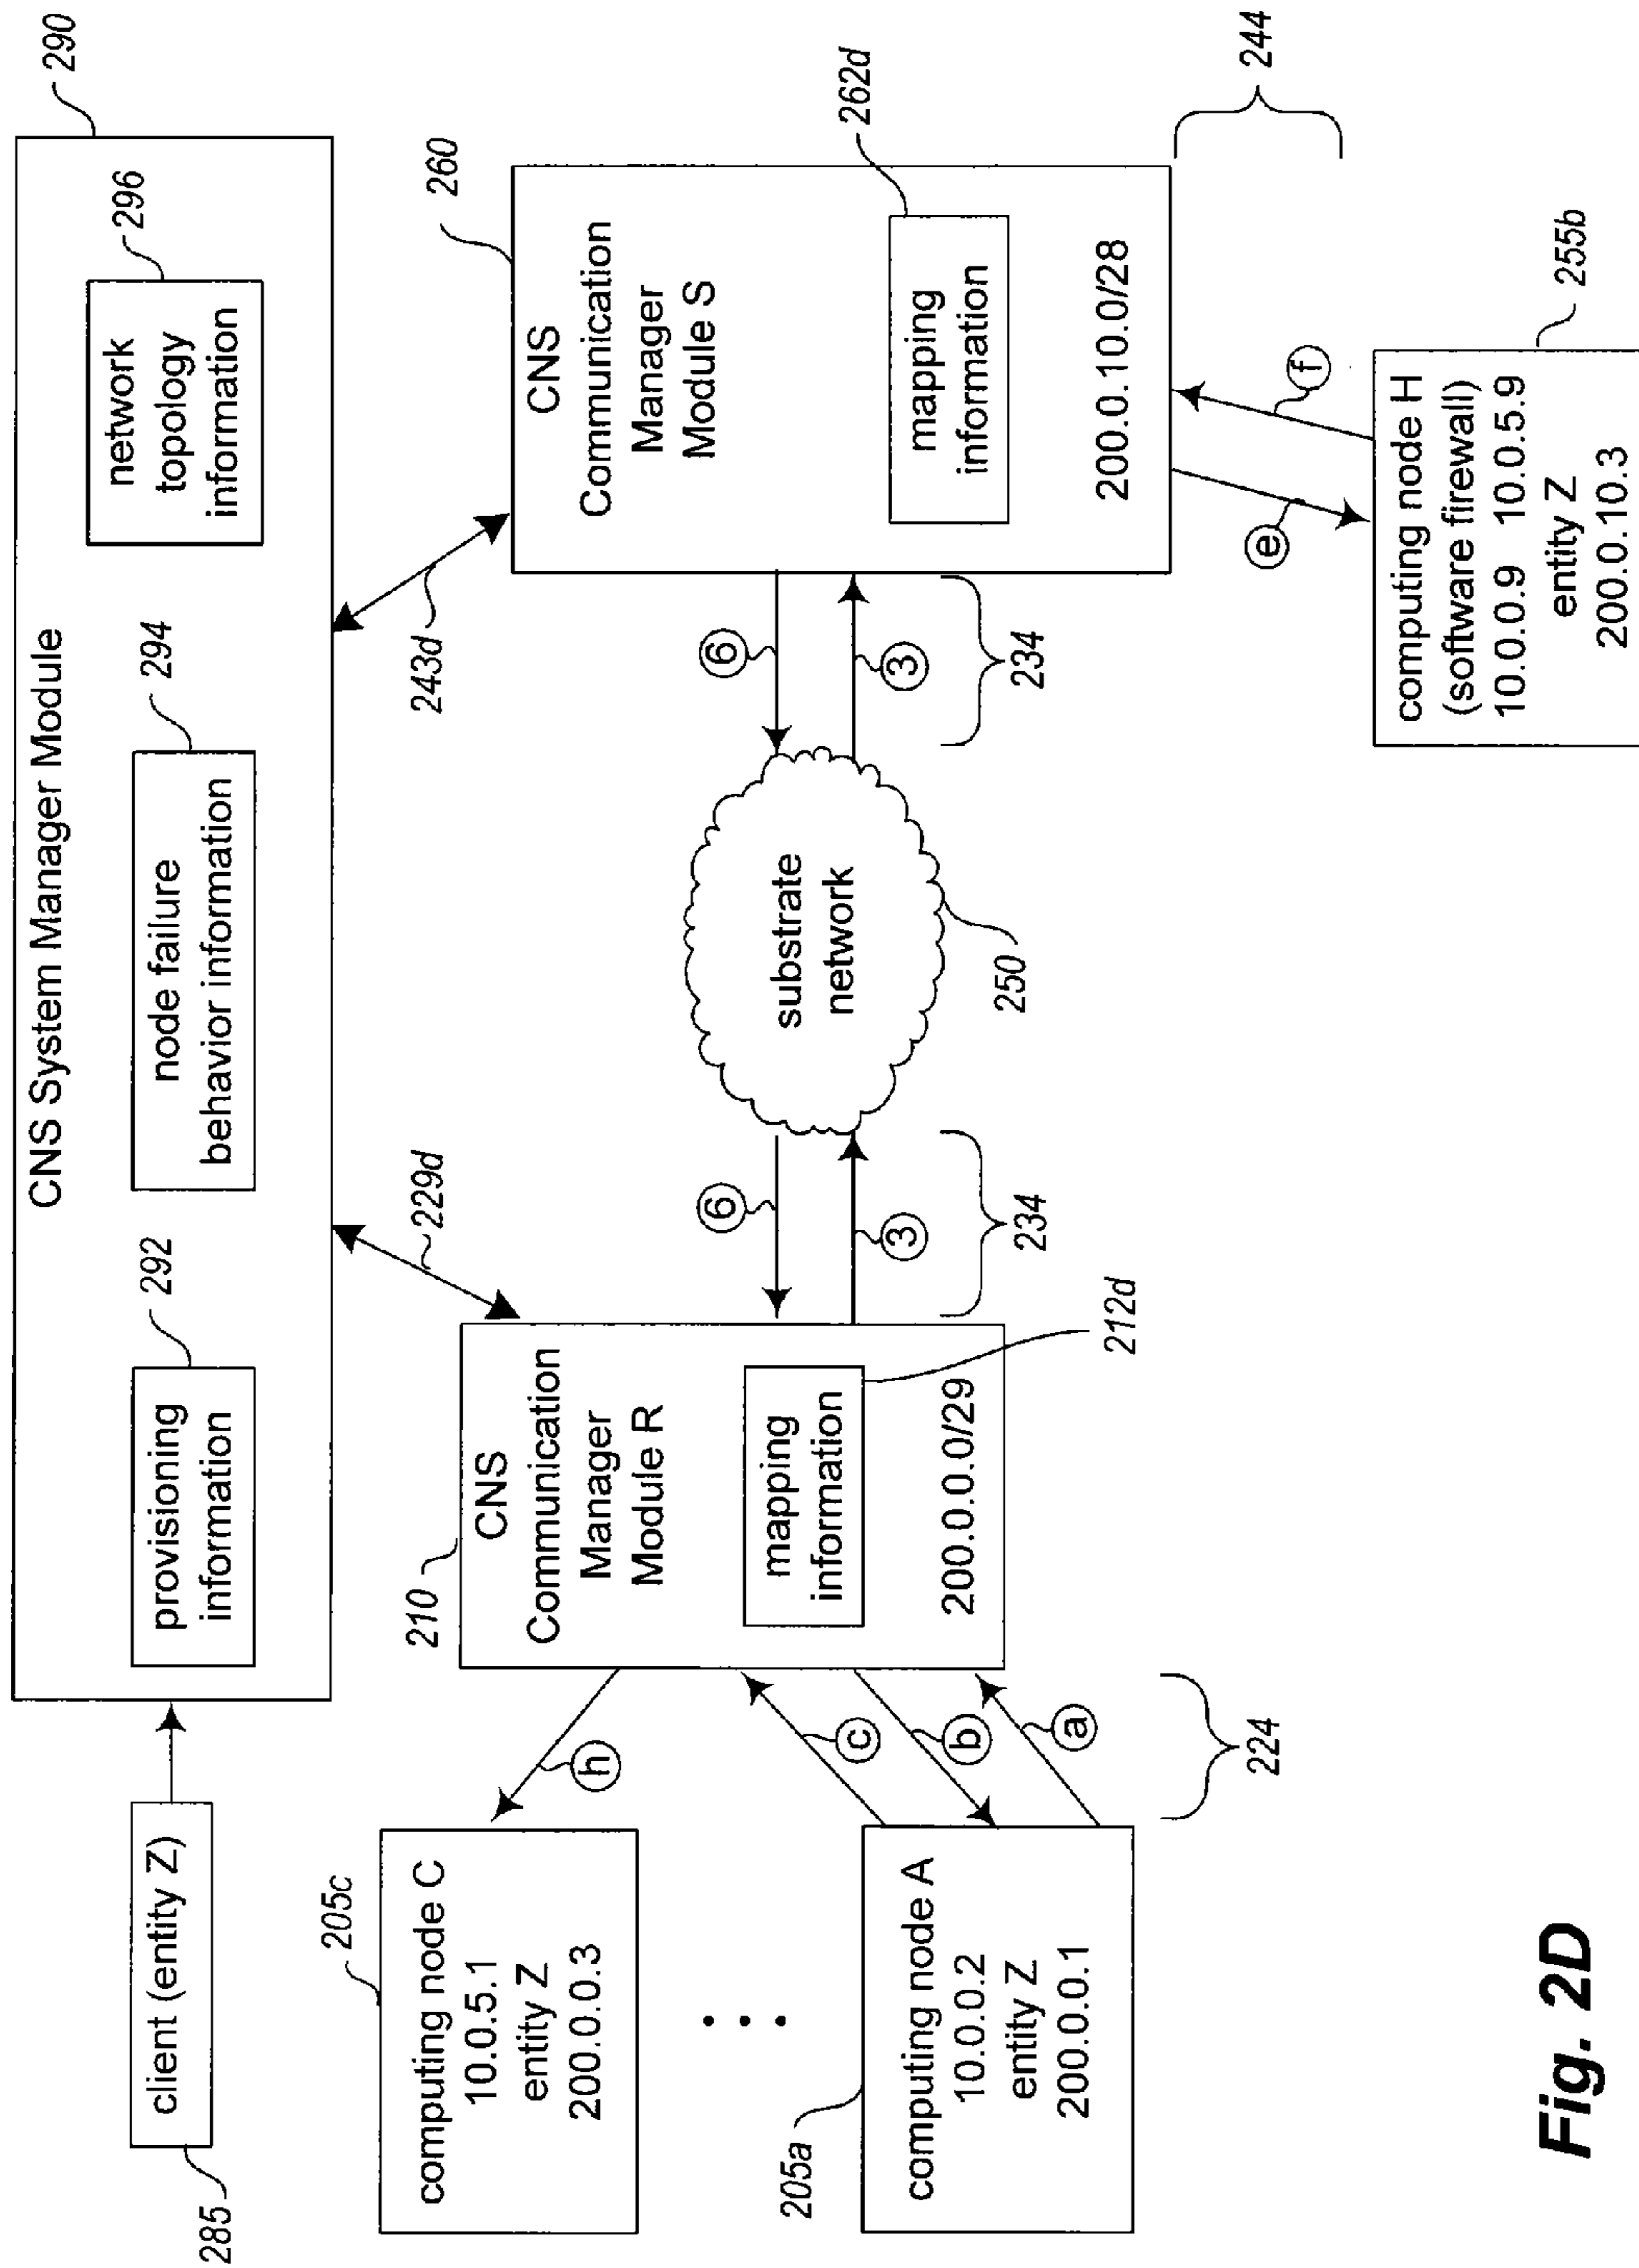 CNS System Manager Module
290
client (entity Z)
285
provisioning
information
292
node failure
behavior information
294
network
topology
information
296
229d
243d
computing node C
10.0.5.1
entity Z
200.0.0.3
205c
h
210
CNS
Communication
Manager
Module R
mapping
information
200.0.0.0/29
212d
6
3
234
substrate
network
250
6
3
234
CNS
Communication
Manager
Module S
260
mapping
information
262d
200.0.10.0/28
computing node A
10.0.0.2
entity Z
200.0.0.1
205a
c
b
a
224
e
f
244
computing node H
(software firewall)
10.0.0.9 10.0.5.9
entity Z
200.0.10.3
255b
Fig. 2D